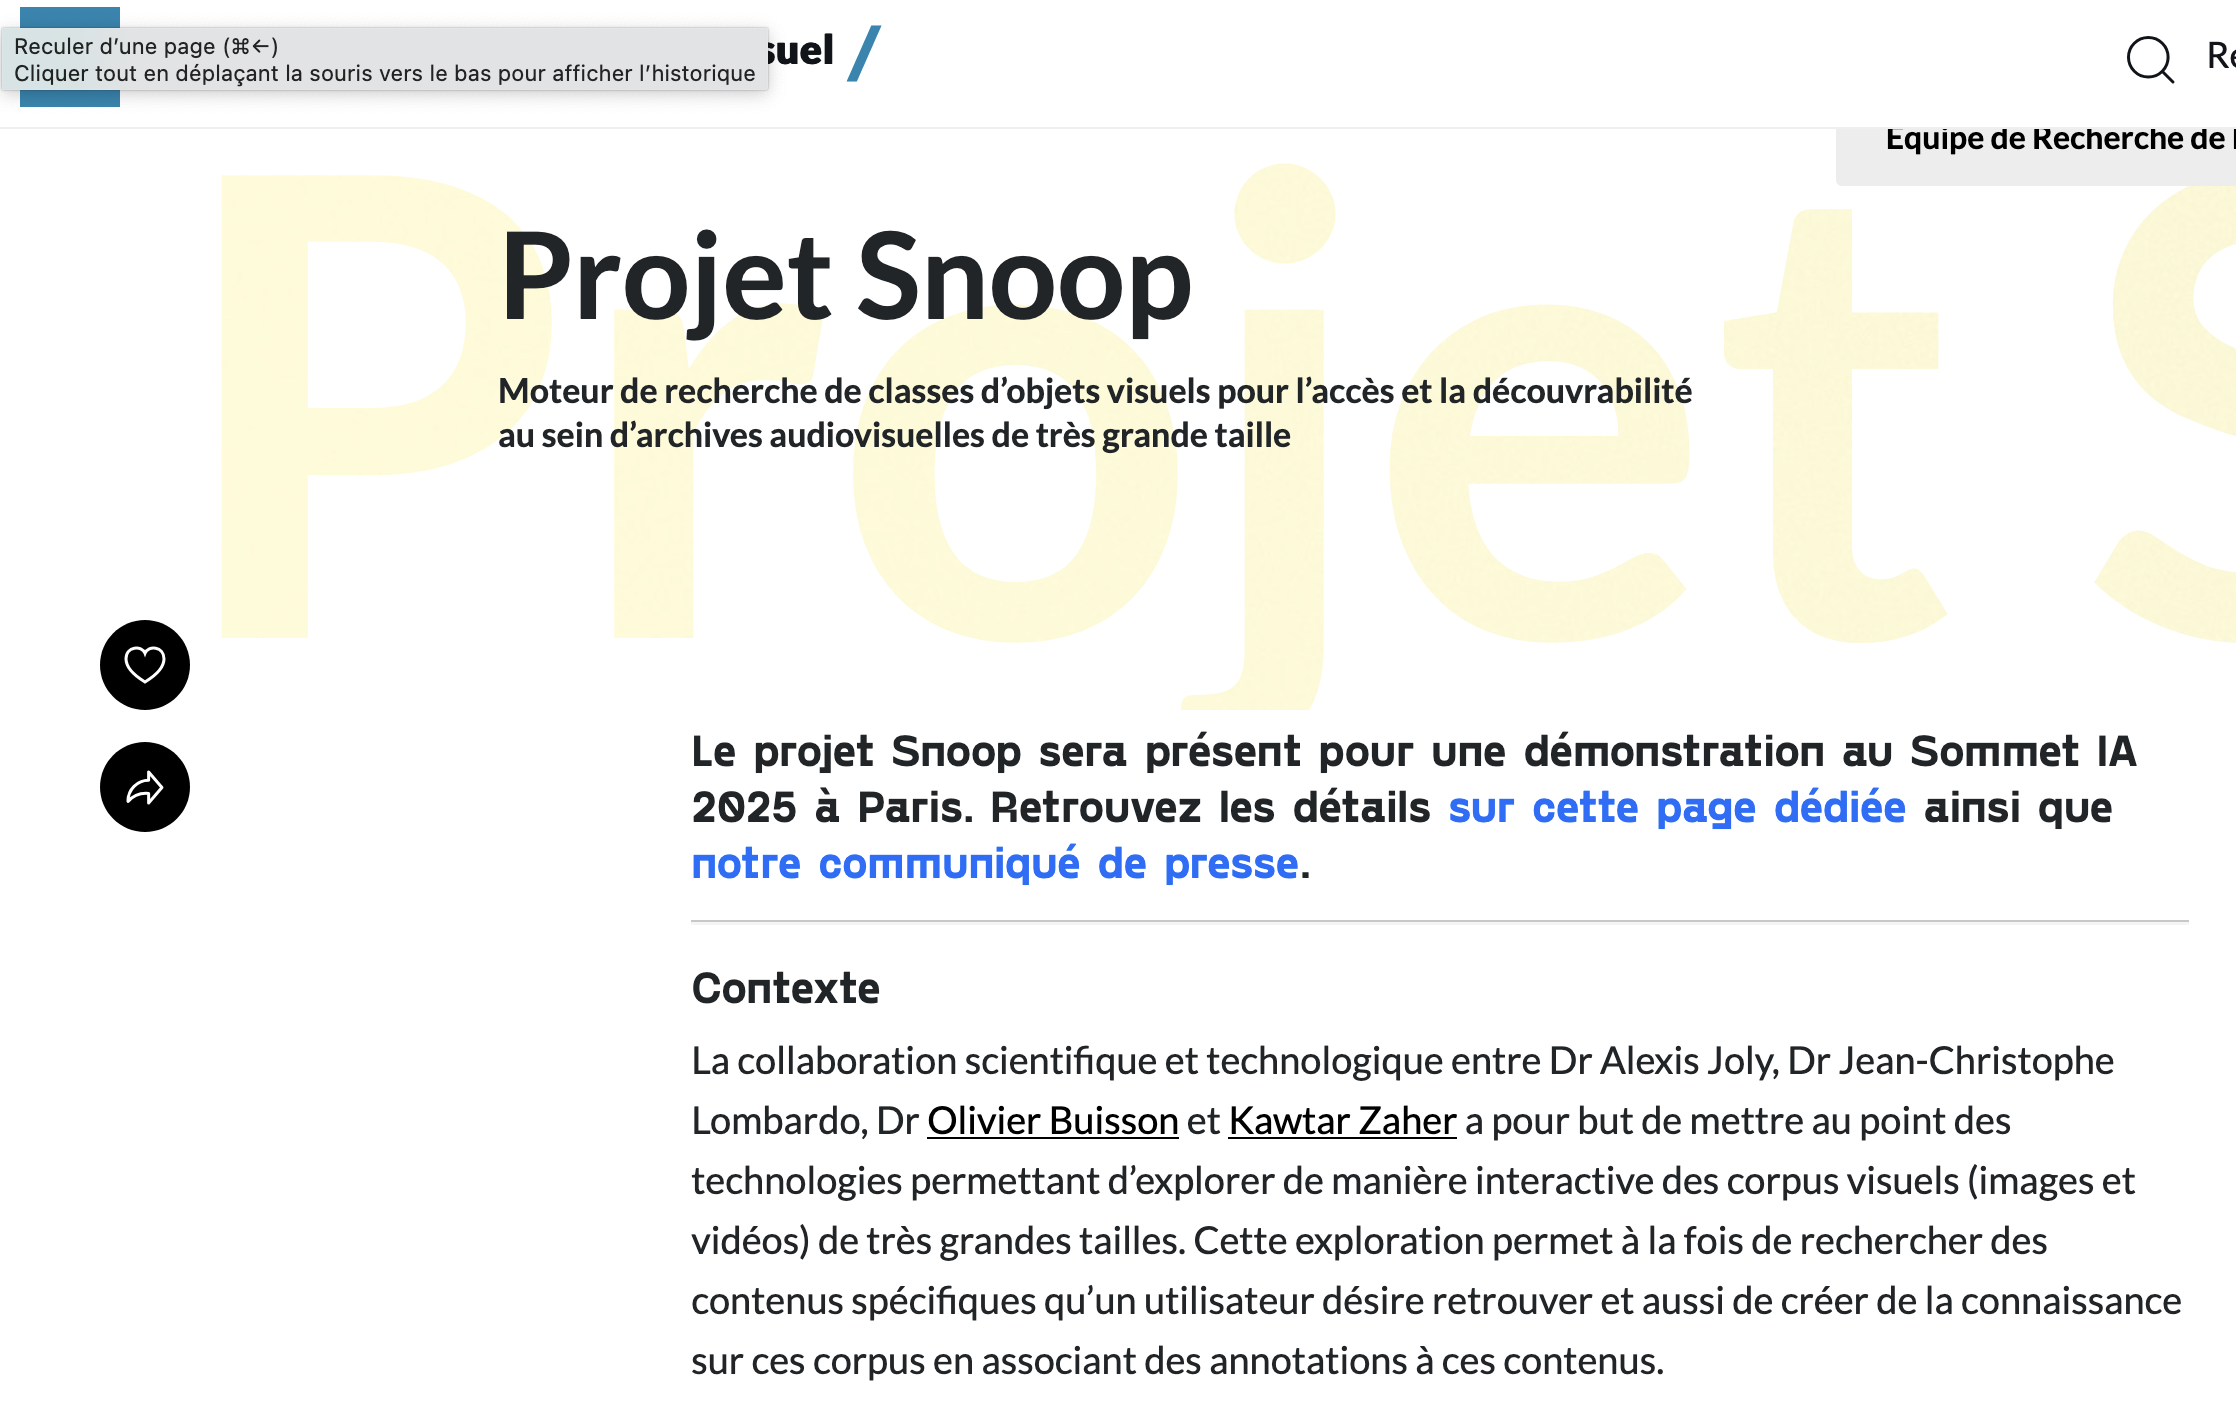 Reculer d’une page (⌘←)
Cliquer tout en déplaçant la souris vers le bas pour afficher l’historique
suel /
Equipe de Recherche de
Projet S
Projet Snoop
Moteur de recherche de classes d’objets visuels pour l’accès et la découvrabilité
au sein d’archives audiovisuelles de très grande taille
Le projet Snoop sera présent pour une démonstration au Sommet IA
2025 à Paris. Retrouvez les détails sur cette page dédiée ainsi que
notre communiqué de presse.
Contexte
La collaboration scientifique et technologique entre Dr Alexis Joly, Dr Jean-Christophe
Lombardo, Dr Olivier Buisson et Kawtar Zaher a pour but de mettre au point des
technologies permettant d’explorer de manière interactive des corpus visuels (images et
vidéos) de très grandes tailles. Cette exploration permet à la fois de rechercher des
contenus spécifiques qu’un utilisateur désire retrouver et aussi de créer de la connaissance
sur ces corpus en associant des annotations à ces contenus.